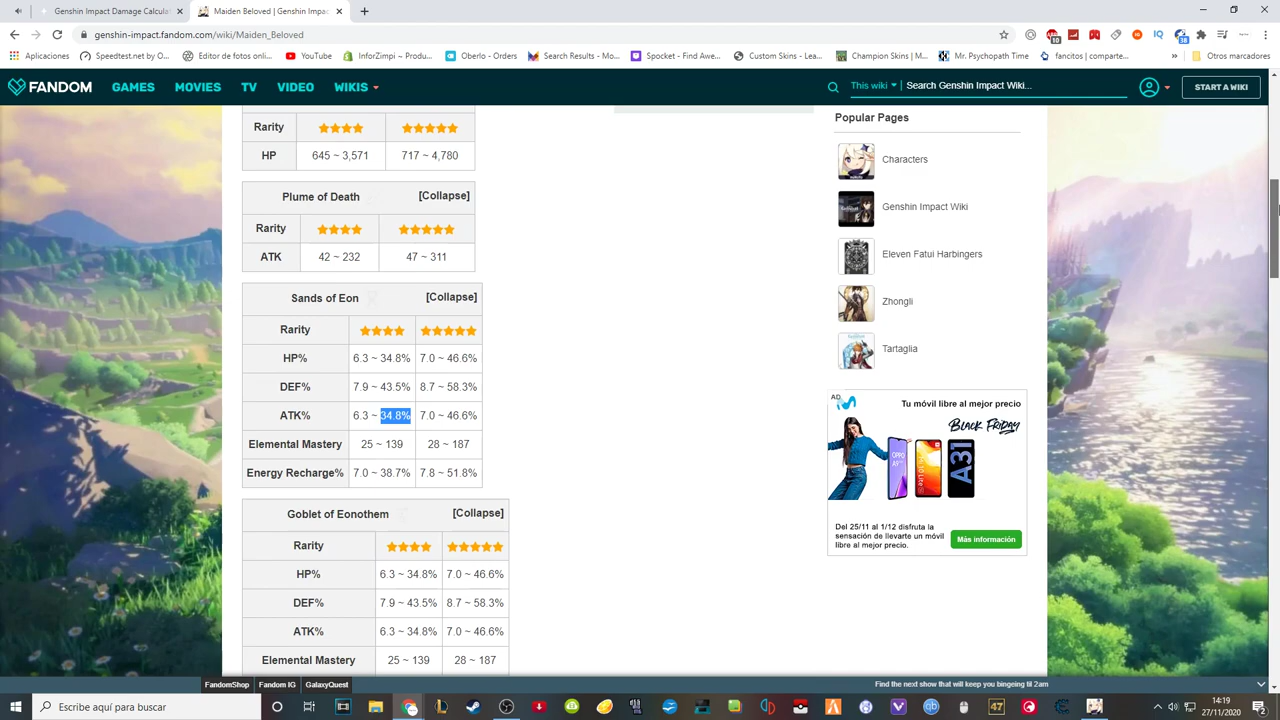 Genshin Impact Damage Calcula
Maiden Beloved | Genshin Impac
genshin-impact.fandom.com/wiki/Maiden_Beloved
Aplicaciones
Speedtest.net by O...
Editor de fotos onli...
YouTube
InforZimpi ~ Produ...
Oberlo - Orders
Search Results - Mo...
Spocket - Find Awe...
Custom Skins - Lea...
Champion Skins | M...
Mr. Psychopath Time
fancitos | comparte...
Otros marcadores
FANDOM
GAMES
MOVIES
TV
VIDEO
WIKIS
This wiki
Search Genshin Impact Wiki...
START A WIKI
Rarity ★★★★ ★★★★★
HP 645 ~ 3,571 717 ~ 4,780
Plume of Death [Collapse]
Rarity ★★★★ ★★★★★
ATK 42 ~ 232 47 ~ 311
Sands of Eon [Collapse]
Rarity ★★★★ ★★★★★
HP% 6.3 ~ 34.8% 7.0 ~ 46.6%
DEF% 7.9 ~ 43.5% 8.7 ~ 58.3%
ATK% 6.3 ~ 34.8% 7.0 ~ 46.6%
Elemental Mastery 25 ~ 139 28 ~ 187
Energy Recharge% 7.0 ~ 38.7% 7.8 ~ 51.8%
Goblet of Eonothem [Collapse]
Rarity ★★★★ ★★★★★
HP% 6.3 ~ 34.8% 7.0 ~ 46.6%
DEF% 7.9 ~ 43.5% 8.7 ~ 58.3%
ATK% 6.3 ~ 34.8% 7.0 ~ 46.6%
Elemental Mastery 25 ~ 139 28 ~ 187
Popular Pages
Characters
Genshin Impact Wiki
Eleven Fatui Harbingers
Zhongli
Tartaglia
AD
Tu móvil libre al mejor precio
BLACK FRIDAY
OPPO A9
A31
Del 25/11 al 1/12 disfruta la
sensación de llevarte un móvil
libre al mejor precio.
Más información
FandomShop
Fandom IG
GalaxyQuest
Find the next show that will keep you bingeing til 2am
Escribe aquí para buscar
47
14:19
27/11/2020